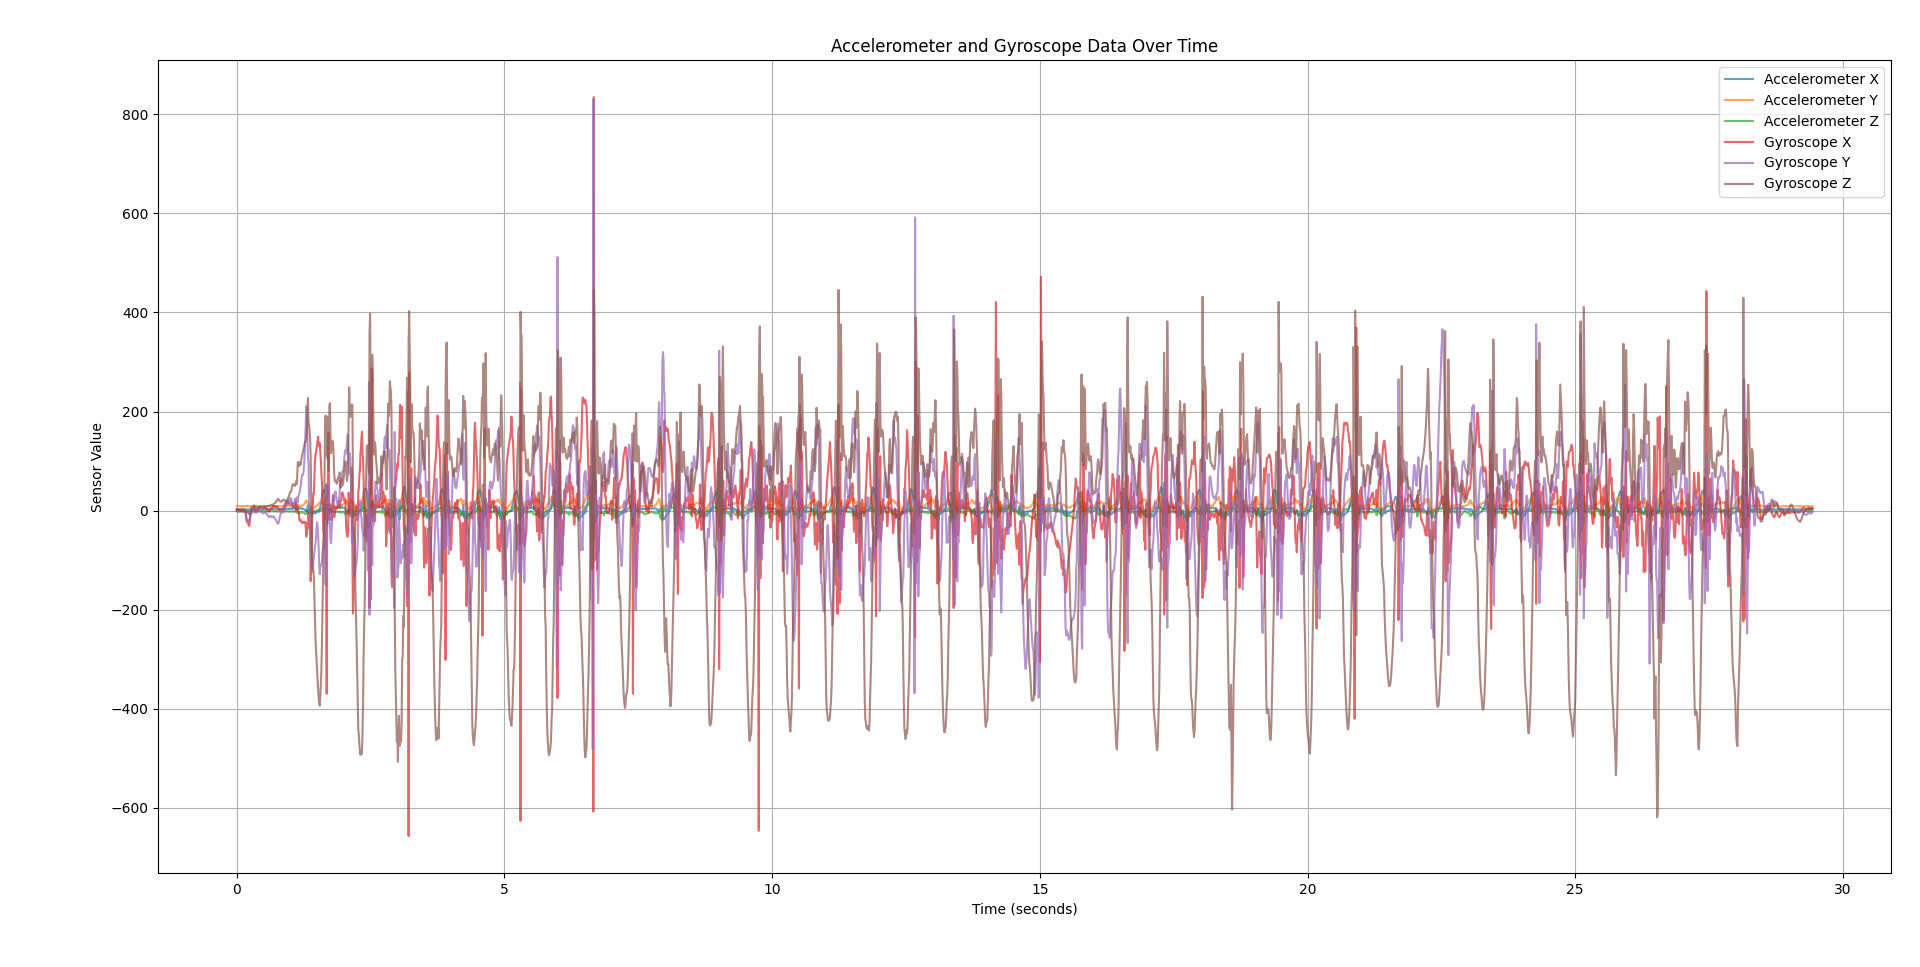 Accelerometer and Gyroscope Data Over Time
Accelerometer X
Accelerometer Y
Accelerometer Z
Gyroscope X
Gyroscope Y
Gyroscope Z
Sensor Value
800
600
400
200
0
−200
−400
−600
0 5 10 15 20 25 30
Time (seconds)